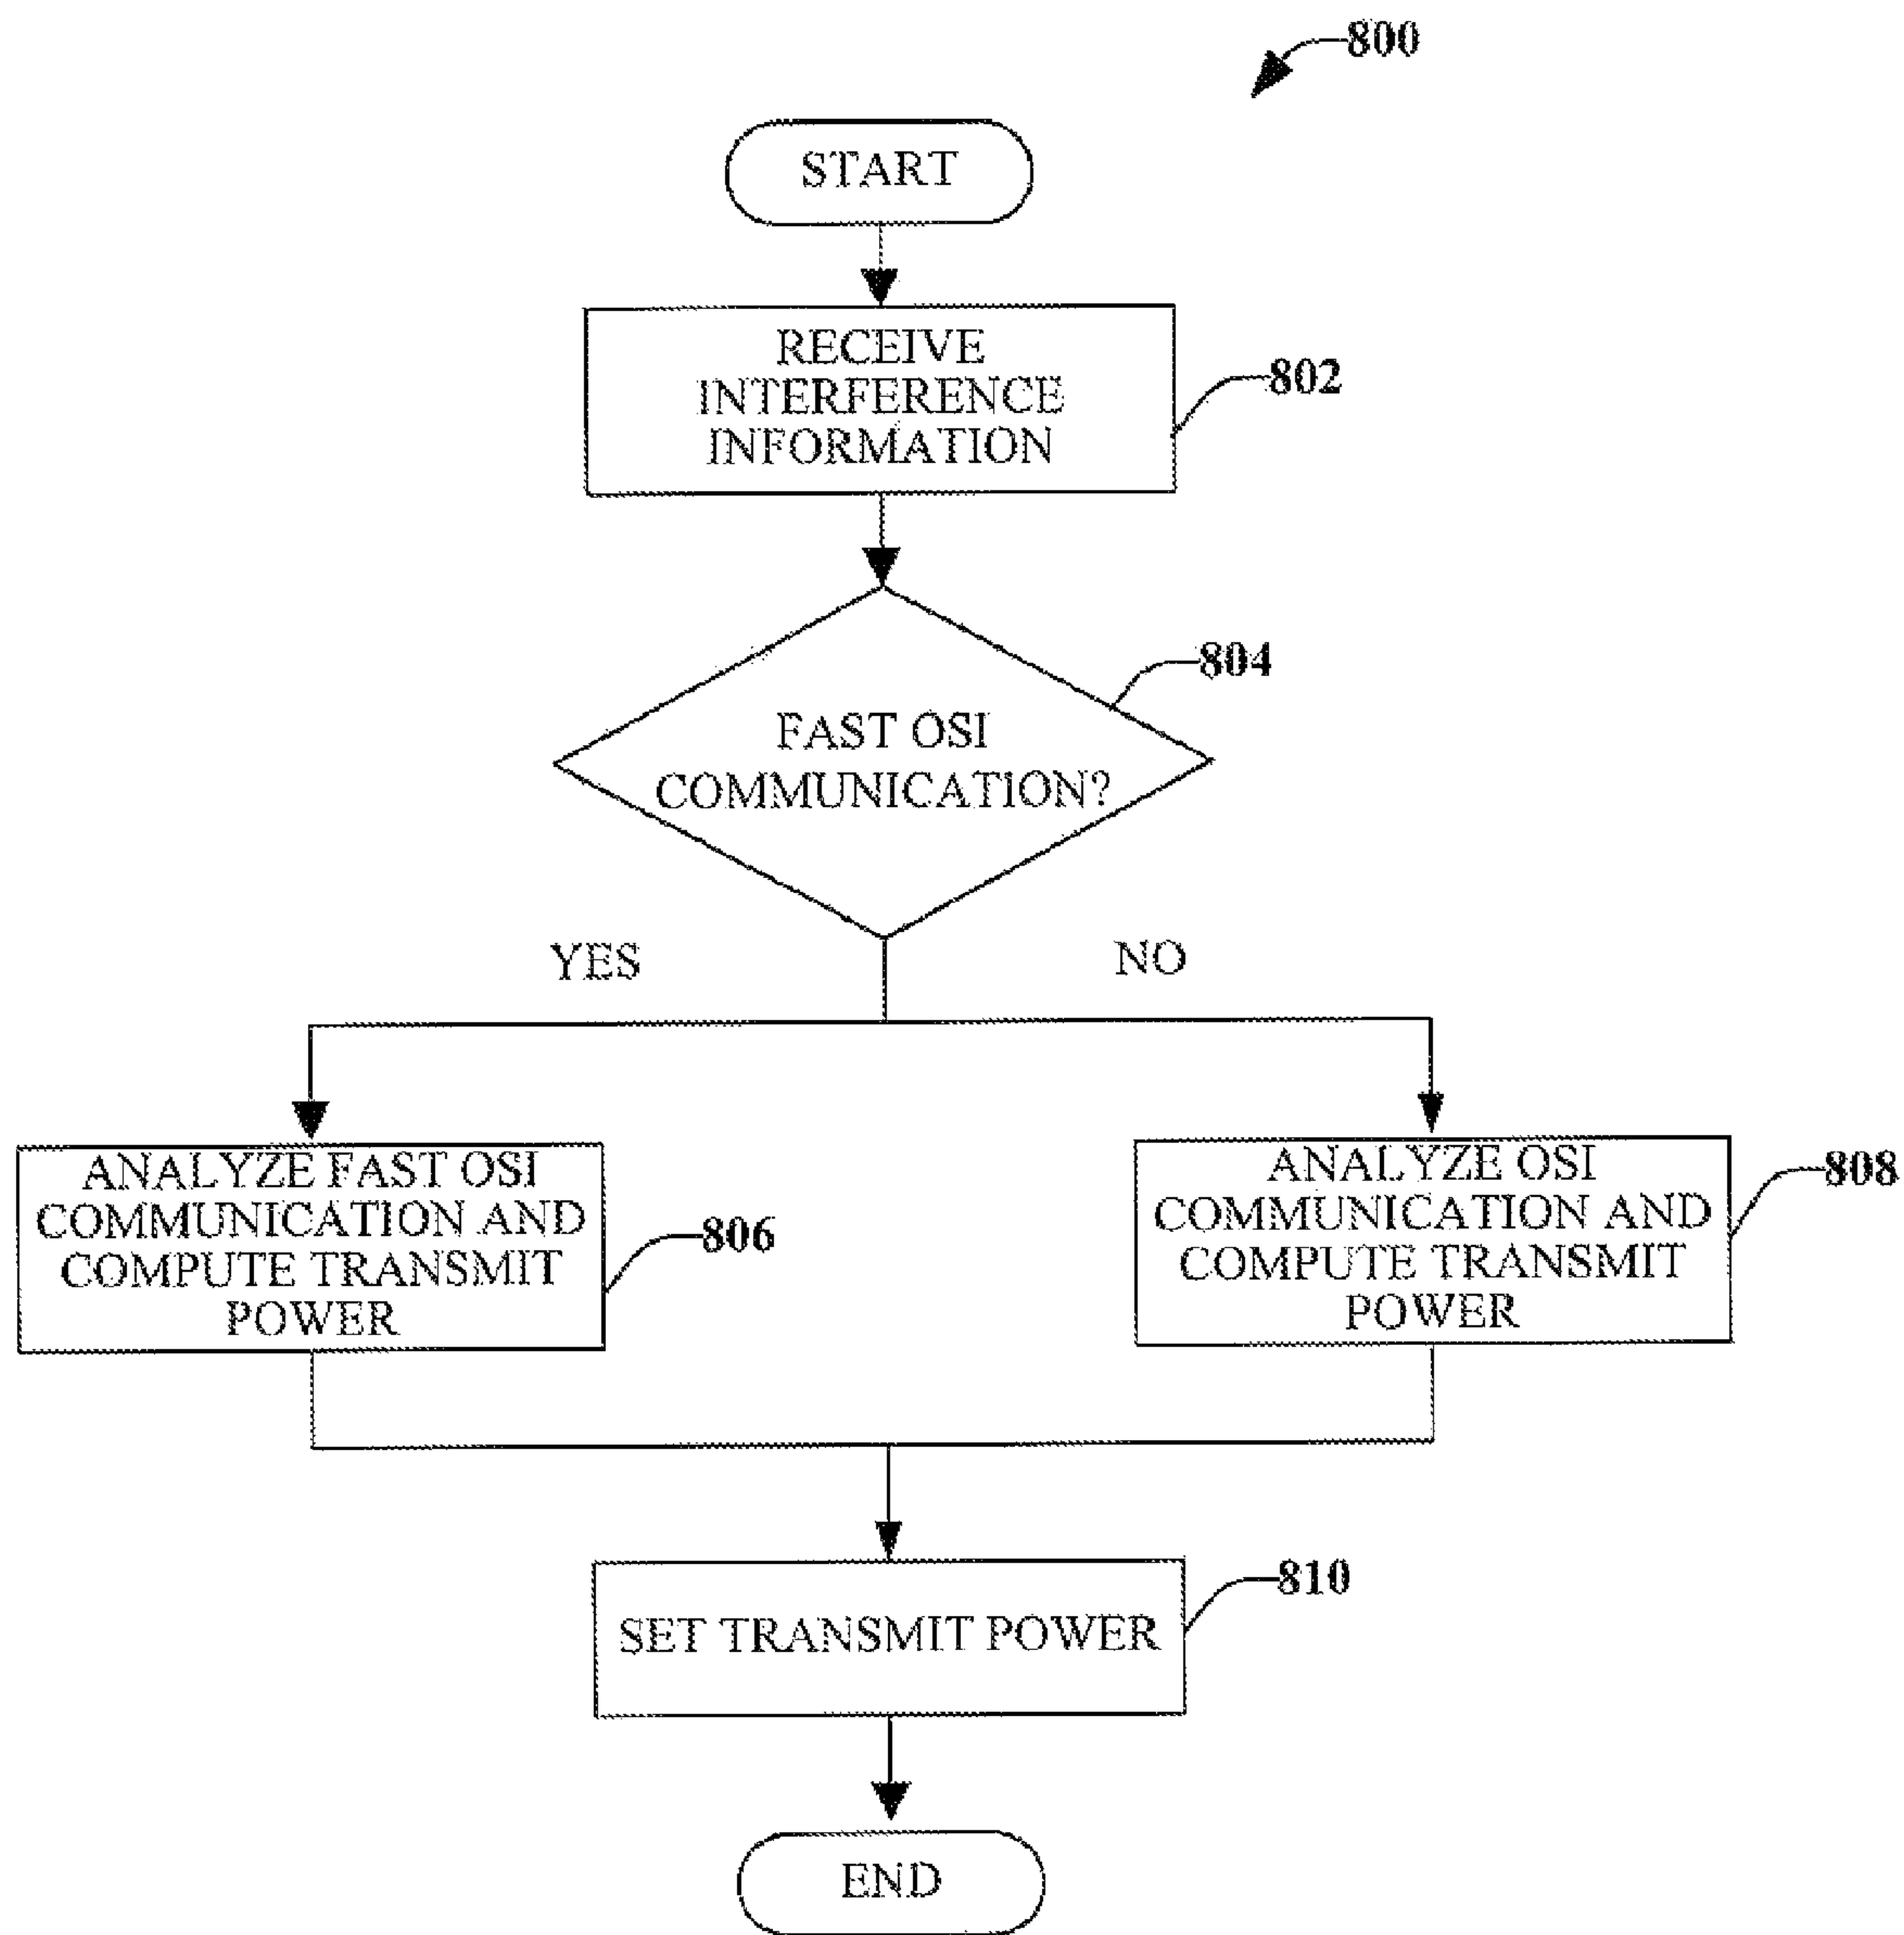 800
START
RECEIVE
INTERFERENCE
INFORMATION
802
804
FAST OSI
COMMUNICATION?
YES
NO
ANALYZE FAST OSI
COMMUNICATION AND
COMPUTE TRANSMIT
POWER
806
ANALYZE OSI
COMMUNICATION AND
COMPUTE TRANSMIT
POWER
808
SET TRANSMIT POWER
810
END